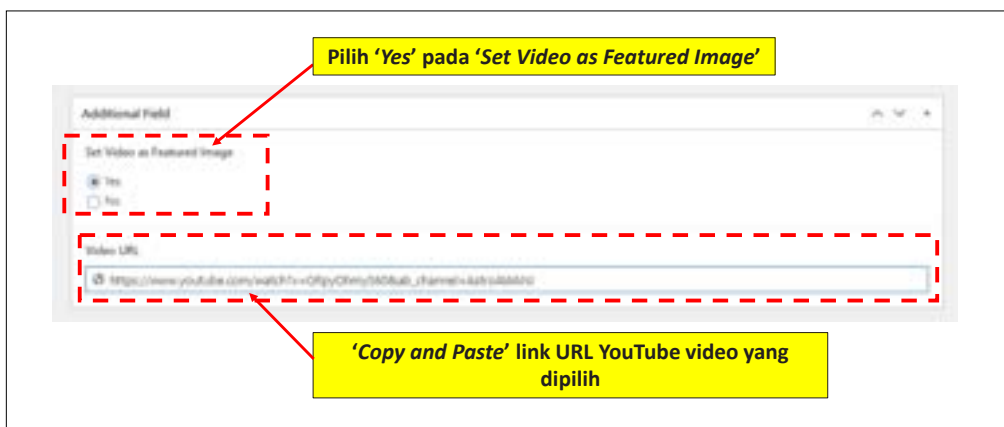 Pilih ‘Yes’ pada ‘Set Video as Featured Image’
Additional Field
Set Video as Featured Image
Yes
No
Video URL
‘Copy and Paste’ link URL YouTube video yang
dipilih